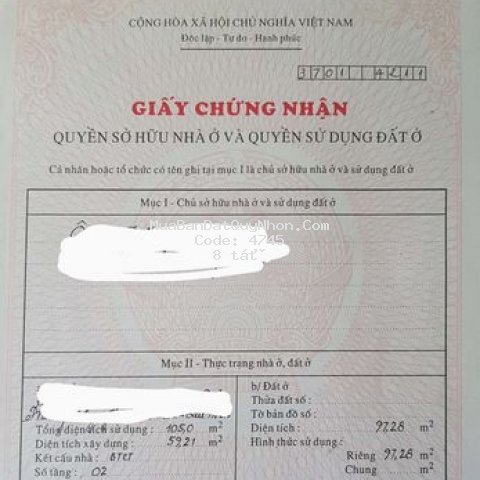 CỘNG HÒA XÃ HỘI CHỦ NGHĨA VIỆT NAM
Độc lập - Tự do - Hạnh phúc
3701 4211
GIẤY CHỨNG NHẬN
QUYỀN SỞ HỮU NHÀ Ở VÀ QUYỀN SỬ DỤNG ĐẤT Ở
Cá nhân hoặc tổ chức có tên ghi tại mục I là chủ sở hữu nhà ở và sử dụng đất ở
Mục I - Chủ sở hữu nhà ở và sử dụng đất ở
MuaBanDatQuyNhon.Com
Code: 4745
8 tất
Mục II - Thực trạng nhà ở, đất ở
Tổng diện tích sử dụng : 105,0 m²
Diện tích xây dựng : 59,21 m²
Kết cấu nhà : BTCT
Số tầng : 02
b/ Đất ở
Thửa đất số :
Tờ bản đồ số :
Diện tích : 97,28 m²
Hình thức sử dụng :
Riêng 97,28 m²
Chung m²